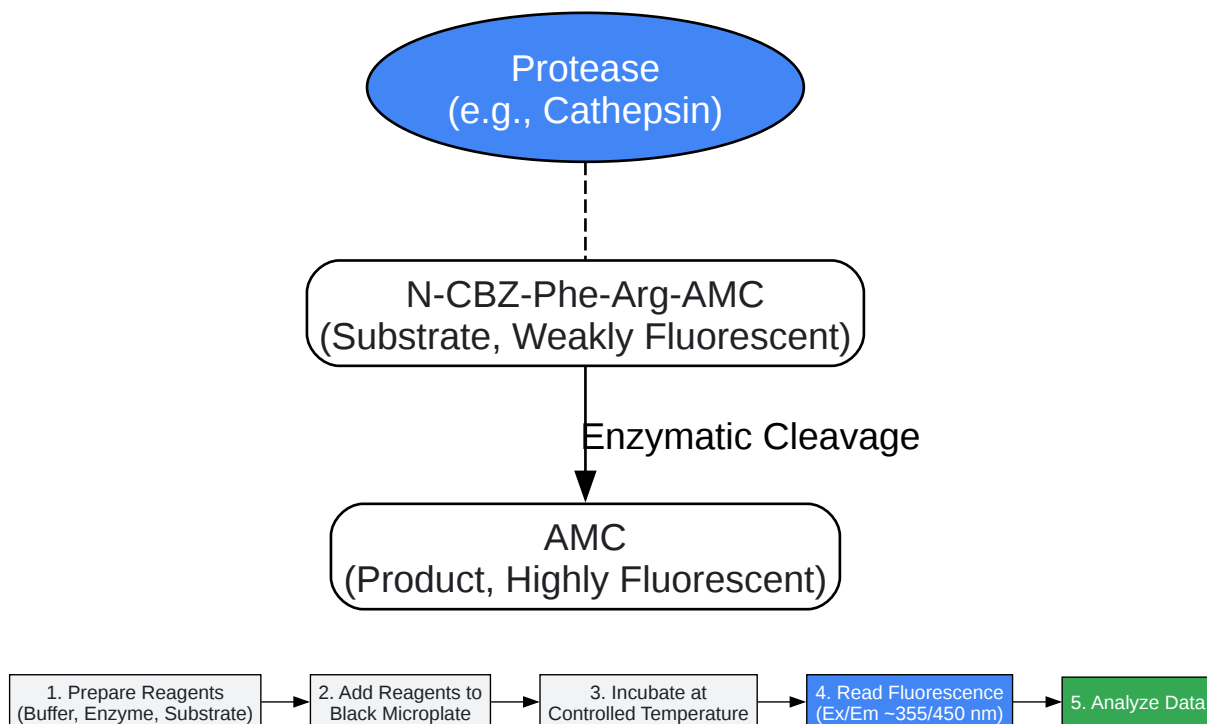 Protease
(e.g., Cathepsin)
N-CBZ-Phe-Arg-AMC
(Substrate, Weakly Fluorescent)
Enzymatic Cleavage
AMC
(Product, Highly Fluorescent)
1. Prepare Reagents
(Buffer, Enzyme, Substrate)
2. Add Reagents to
Black Microplate
3. Incubate at
Controlled Temperature
4. Read Fluorescence
(Ex/Em ~355/450 nm)
5. Analyze Data